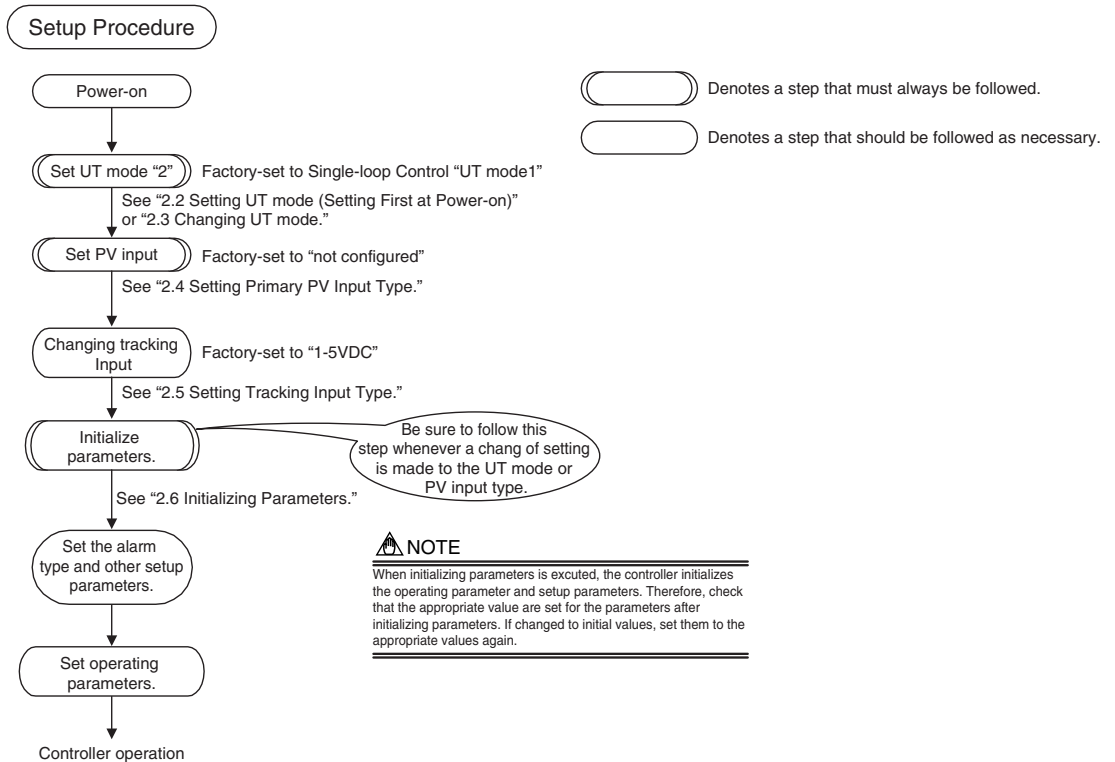 Setup Procedure
Power-on
Denotes a step that must always be followed.
Denotes a step that should be followed as necessary.
Set UT mode “2”
Factory-set to Single-loop Control “UT mode1”
See “2.2 Setting UT mode (Setting First at Power-on)”
or “2.3 Changing UT mode.”
Set PV input
Factory-set to “not configured”
See “2.4 Setting Primary PV Input Type.”
Changing tracking
Input
Factory-set to “1-5VDC”
See “2.5 Setting Tracking Input Type.”
Initialize
parameters.
Be sure to follow this
step whenever a chang of setting
is made to the UT mode or
PV input type.
See “2.6 Initializing Parameters.”
Set the alarm
type and other setup
parameters.
NOTE
When initializing parameters is excuted, the controller initializes
the operating parameter and setup parameters. Therefore, check
that the appropriate value are set for the parameters after
initializing parameters. If changed to initial values, set them to the
appropriate values again.
Set operating
parameters.
Controller operation